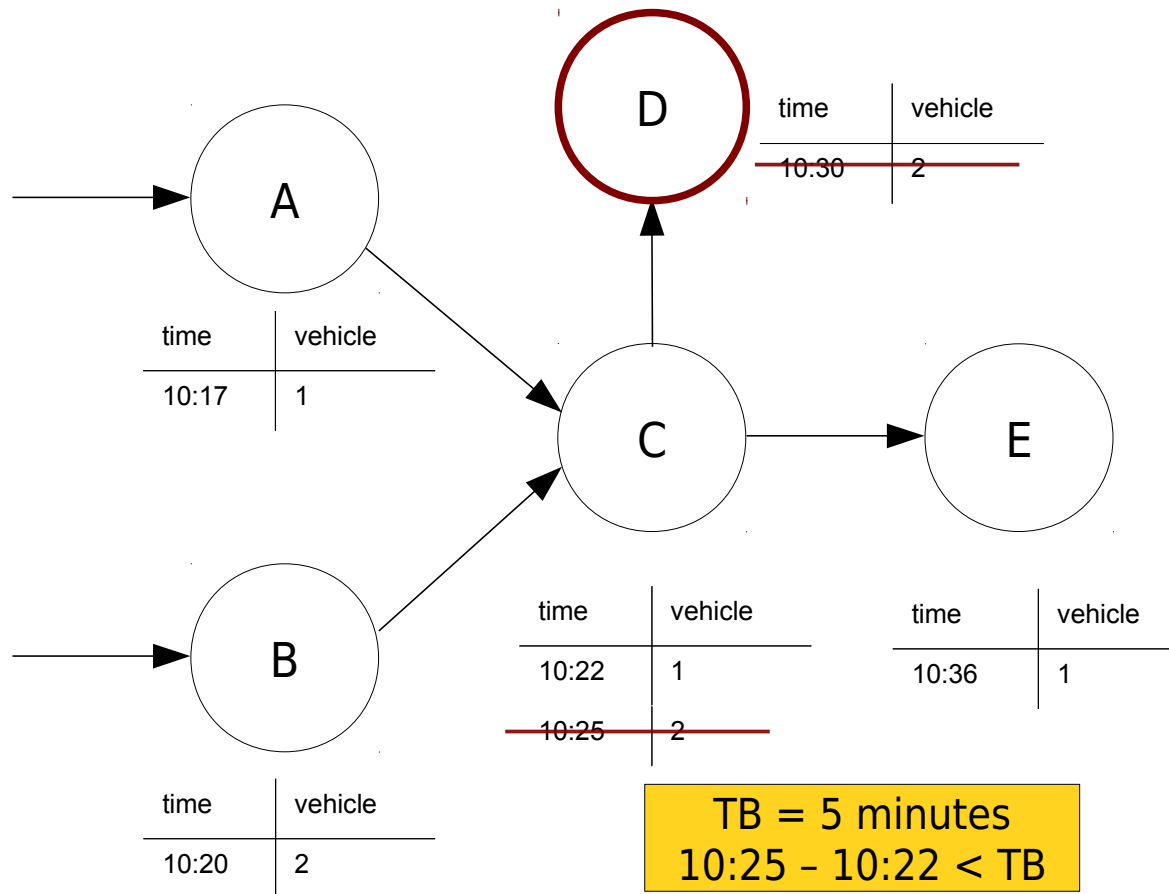 D
time vehicle
10:30 2
A
time vehicle
10:17 1
C
E
B
time vehicle
10:22 1
10:25 2
time vehicle
10:36 1
time vehicle
10:20 2
TB = 5 minutes
10:25 – 10:22 < TB